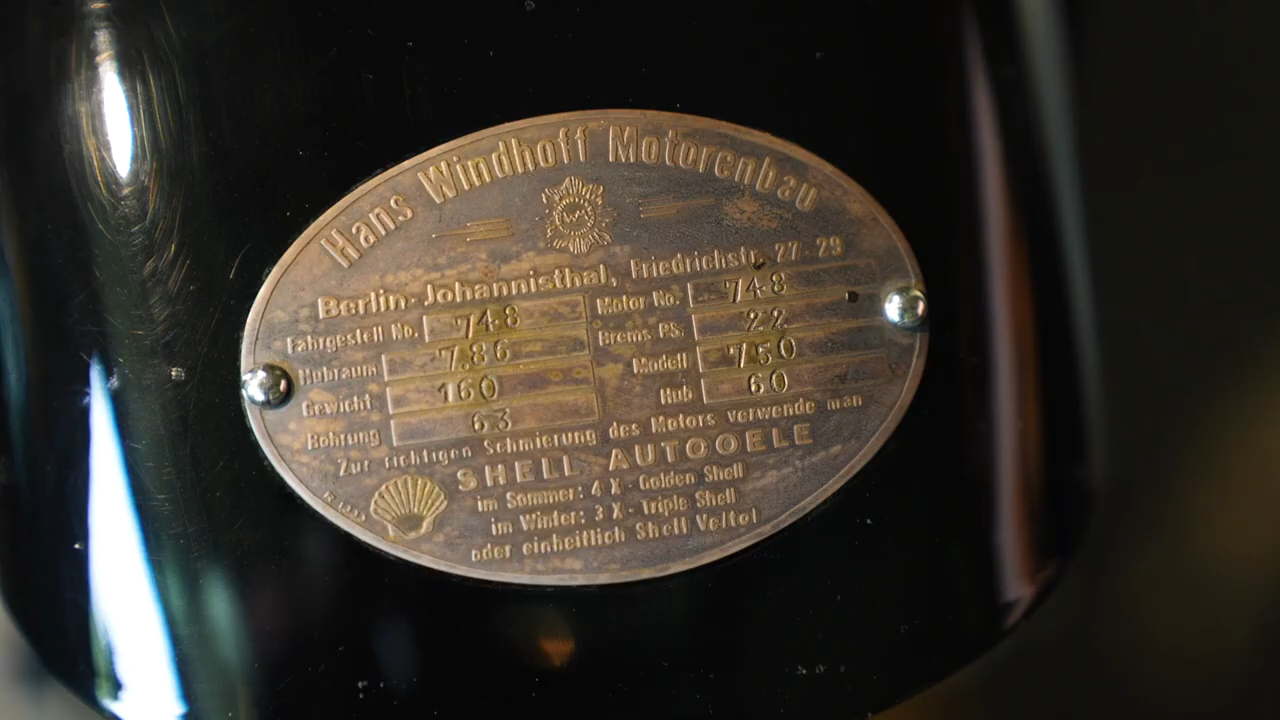 Hans Windhoff Motorenbau
Berlin-Johannisthal, Friedrichstr. 27-29
Fahrgestell No. 748 Motor No. 748
Hubraum 786 Brems PS. 22
Gewicht 160 Modell 750
Bohrung 63 Hub 60
Zur richtigen Schmierung des Motors verwende man
SHELL AUTOOELE
im Sommer: 4 X - Golden Shell
im Winter: 3 X - Triple Shell
oder einheitlich Shell Voltol